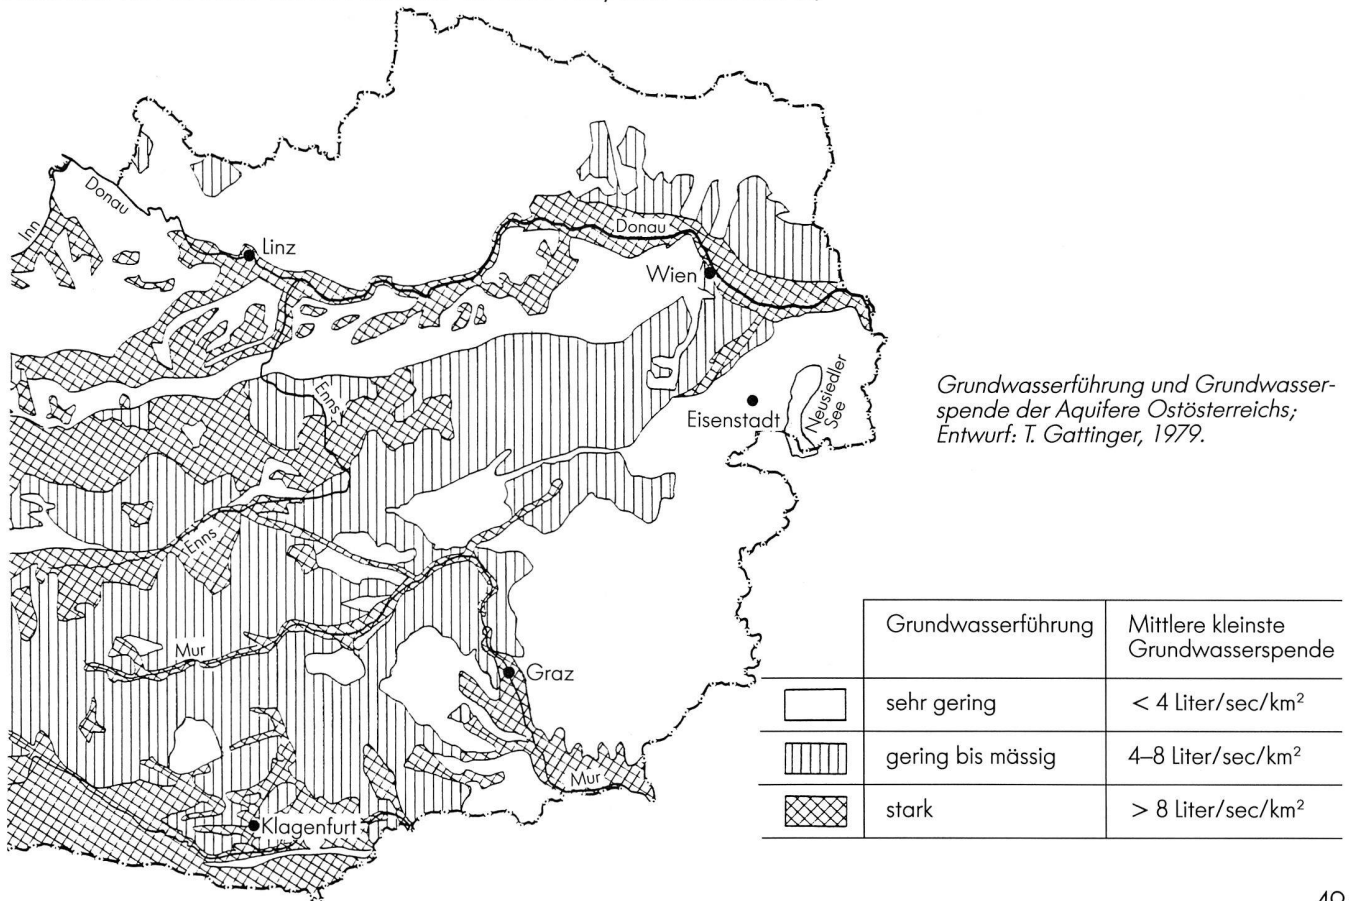 Donau
Inn
Linz
Donau
Wien
Enns
Eisenstadt
Neusiedler
See
Enns
Mur
Graz
Mur
Klagenfurt
Grundwasserführung und Grundwasser-
spende der Aquifere Ostösterreichs;
Entwurf: T. Gattinger, 1979.
Grundwasserführung
Mittlere kleinste
Grundwasserspende
sehr gering
< 4 Liter/sec/km²
gering bis mässig
4–8 Liter/sec/km²
stark
> 8 Liter/sec/km²